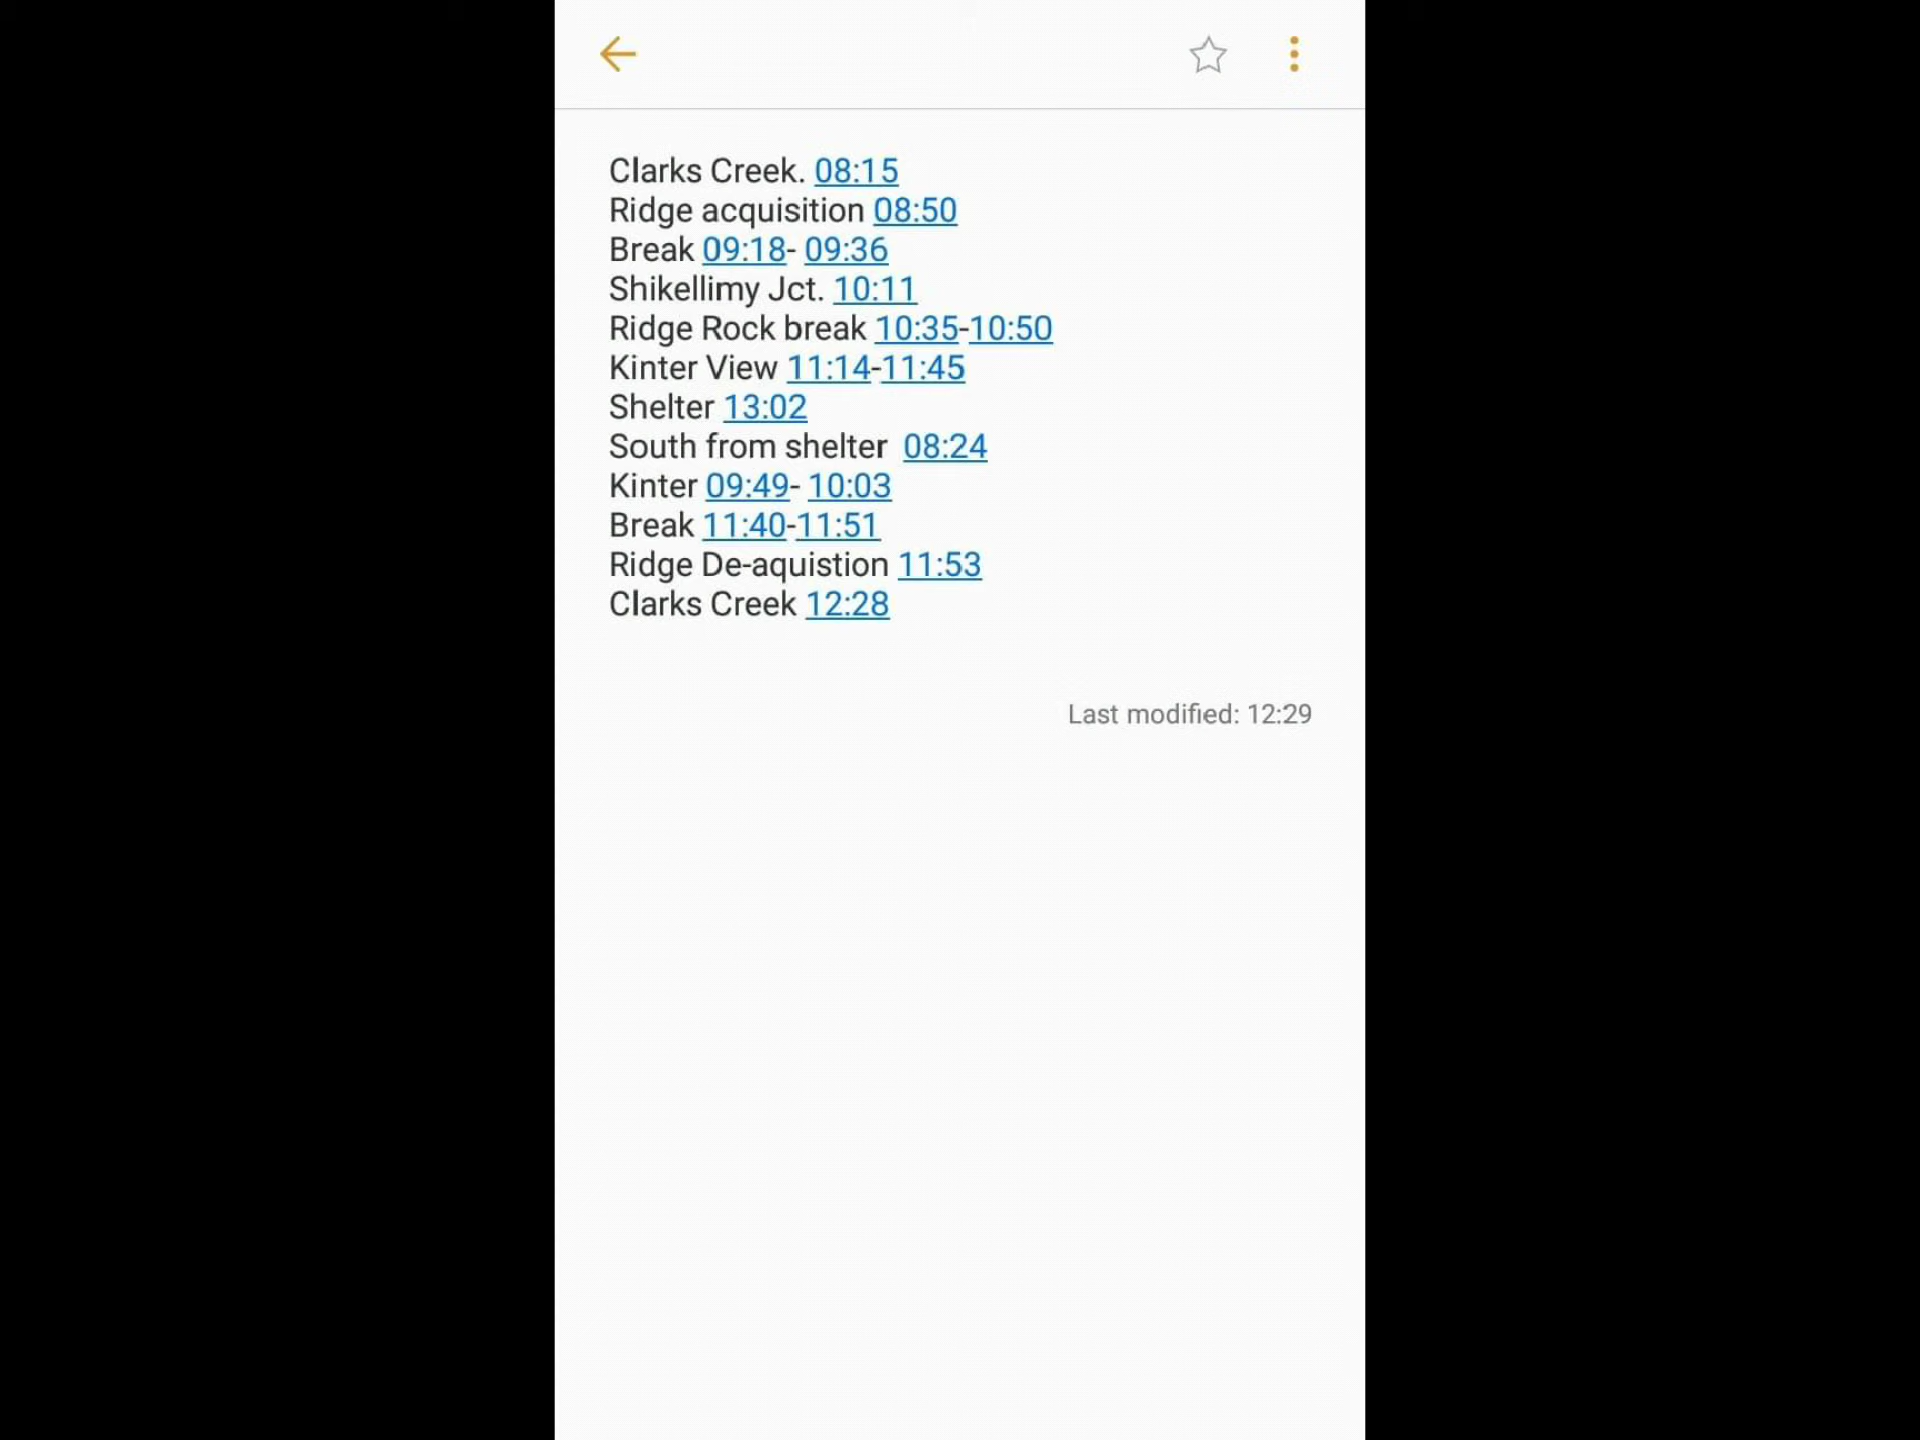 Clarks Creek. 08:15
Ridge acquisition 08:50
Break 09:18- 09:36
Shikellimy Jct. 10:11
Ridge Rock break 10:35-10:50
Kinter View 11:14-11:45
Shelter 13:02
South from shelter  08:24
Kinter 09:49- 10:03
Break 11:40-11:51
Ridge De-aquistion 11:53
Clarks Creek 12:28
Last modified: 12:29